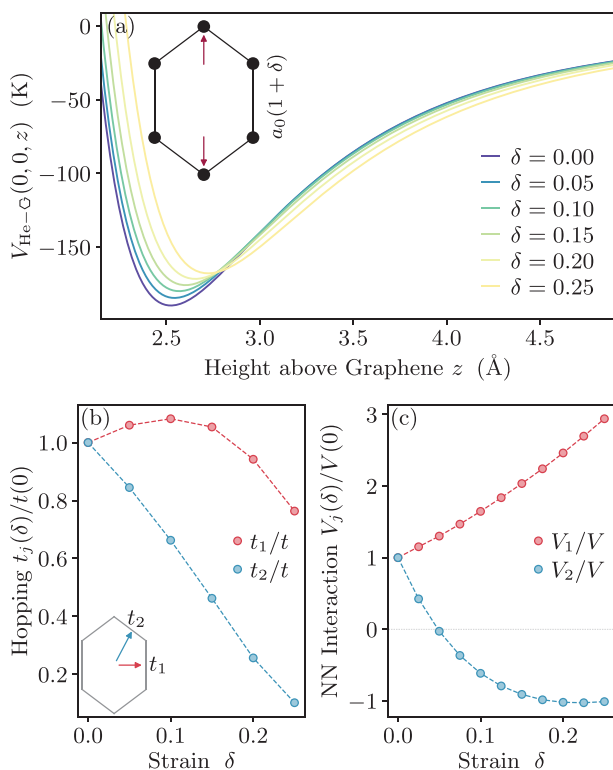 (a)
0
−50
−100
−150
V_He−⎔(0, 0, z) (K)
a₀(1 + δ)
δ = 0.00
δ = 0.05
δ = 0.10
δ = 0.15
δ = 0.20
δ = 0.25
2.5 3.0 3.5 4.0 4.5
Height above Graphene z (Å)
(b)
1.0
0.8
0.6
0.4
0.2
Hopping t_j(δ)/t(0)
t₁/t
t₂/t
t₂
t₁
0.0 0.1 0.2
Strain δ
(c)
3
2
1
0
−1
NN Interaction V_j(δ)/V(0)
V₁/V
V₂/V
0.0 0.1 0.2
Strain δ